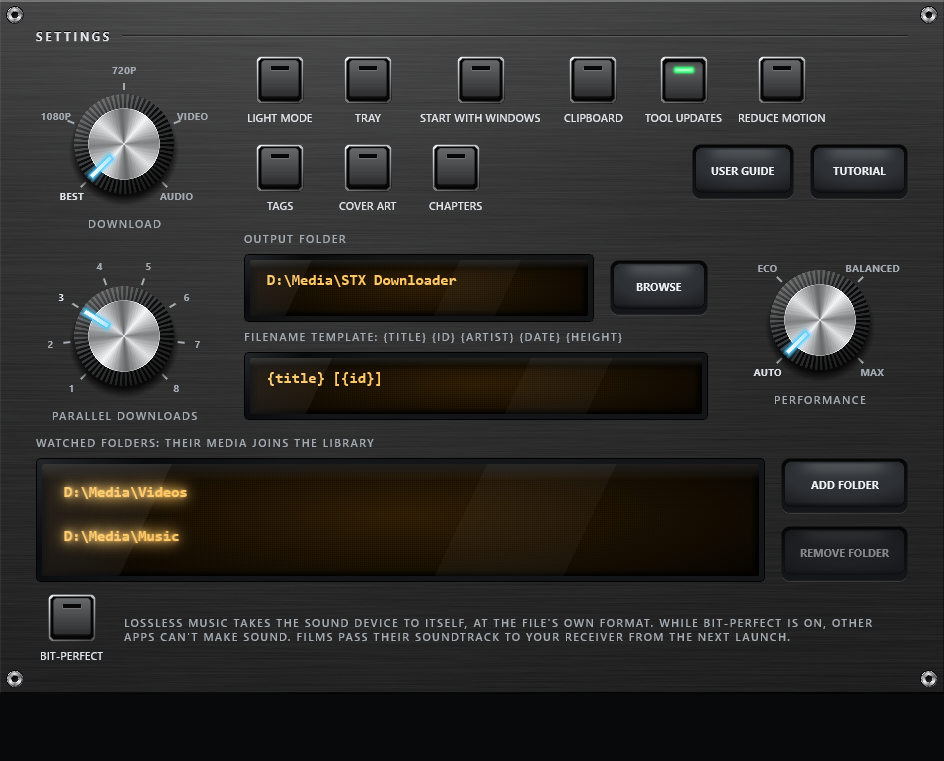 SETTINGS
720P
1080P
VIDEO
BEST
AUDIO
DOWNLOAD
LIGHT MODE
TRAY
START WITH WINDOWS
CLIPBOARD
TOOL UPDATES
REDUCE MOTION
TAGS
COVER ART
CHAPTERS
USER GUIDE
TUTORIAL
OUTPUT FOLDER
D:\Media\STX Downloader
BROWSE
4
5
3
6
2
7
1
8
PARALLEL DOWNLOADS
FILENAME TEMPLATE: {TITLE} {ID} {ARTIST} {DATE} {HEIGHT}
{title} [{id}]
ECO
BALANCED
AUTO
MAX
PERFORMANCE
WATCHED FOLDERS: THEIR MEDIA JOINS THE LIBRARY
D:\Media\Videos
D:\Media\Music
ADD FOLDER
REMOVE FOLDER
BIT-PERFECT
LOSSLESS MUSIC TAKES THE SOUND DEVICE TO ITSELF, AT THE FILE'S OWN FORMAT. WHILE BIT-PERFECT IS ON, OTHER
APPS CAN'T MAKE SOUND. FILMS PASS THEIR SOUNDTRACK TO YOUR RECEIVER FROM THE NEXT LAUNCH.